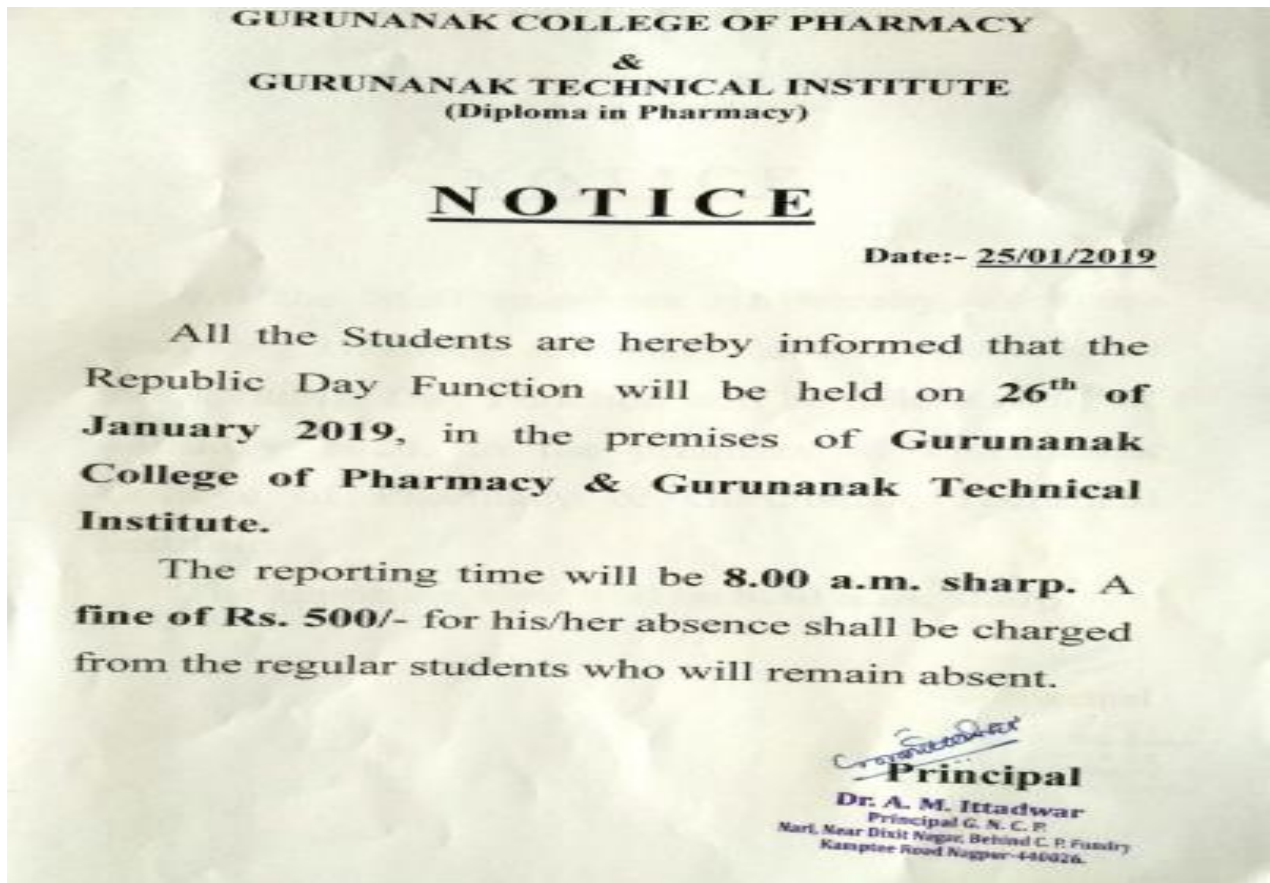 GURUNANAK COLLEGE OF PHARMACY
&
GURUNANAK TECHNICAL INSTITUTE
(Diploma in Pharmacy)
NOTICE
Date:- 25/01/2019
All the Students are hereby informed that the
Republic Day Function will be held on 26th of
January 2019, in the premises of Gurunanak
College of Pharmacy & Gurunanak Technical
Institute.
The reporting time will be 8.00 a.m. sharp. A
fine of Rs. 500/- for his/her absence shall be charged
from the regular students who will remain absent.
Principal
Dr. A. M. Ittadwar
Principal G. N. C. P.
Nari, Near Dixit Nagar, Behind C. P. Fundry
Kamptee Road Nagpur-440026.